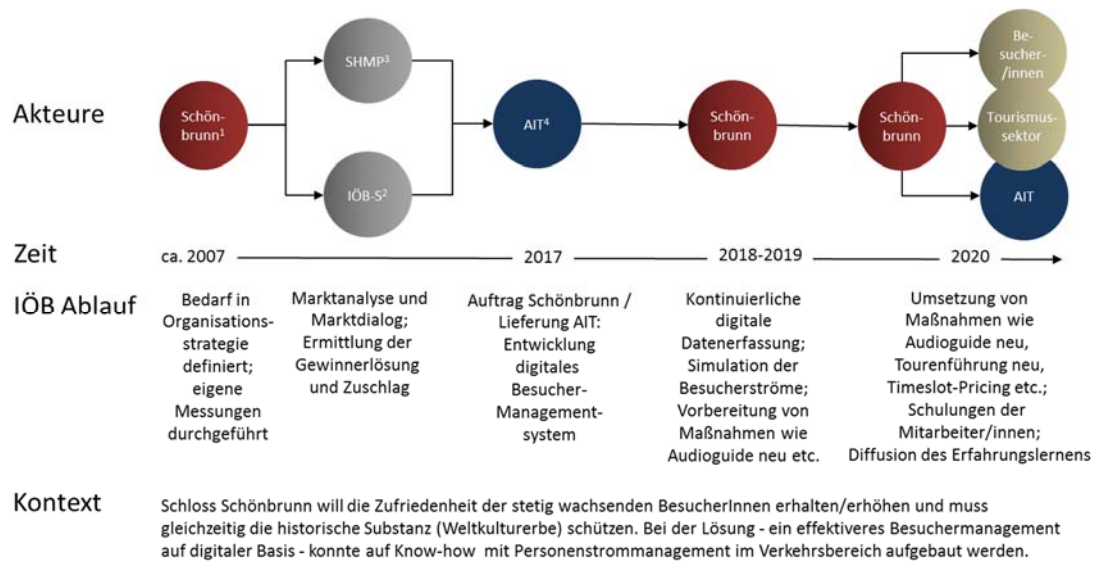 Akteure
Schön-
brunn¹
SHMP³
IÖB-S²
AIT⁴
Schön-
brunn
Schön-
brunn
Be-
sucher-
/innen
Tourismus-
sektor
AIT
Zeit
ca. 2007
2017
2018-2019
2020
IÖB Ablauf
Bedarf in
Organisations-
strategie
definiert;
eigene
Messungen
durchgeführt
Marktanalyse und
Marktdialog;
Ermittlung der
Gewinnerlösung
und Zuschlag
Auftrag Schönbrunn /
Lieferung AIT:
Entwicklung
digitales
Besucher-
Management-
system
Kontinuierliche
digitale
Datenerfassung;
Simulation der
Besucherströme;
Vorbereitung von
Maßnahmen wie
Audioguide neu etc.
Umsetzung von
Maßnahmen wie
Audioguide neu,
Tourenführung neu,
Timeslot-Pricing etc.;
Schulungen der
Mitarbeiter/innen;
Diffusion des Erfahrungslernens
Kontext
Schloss Schönbrunn will die Zufriedenheit der stetig wachsenden BesucherInnen erhalten/erhöhen und muss
gleichzeitig die historische Substanz (Weltkulturerbe) schützen. Bei der Lösung - ein effektiveres Besuchermanagement
auf digitaler Basis - konnte auf Know-how mit Personenstrommanagement im Verkehrsbereich aufgebaut werden.